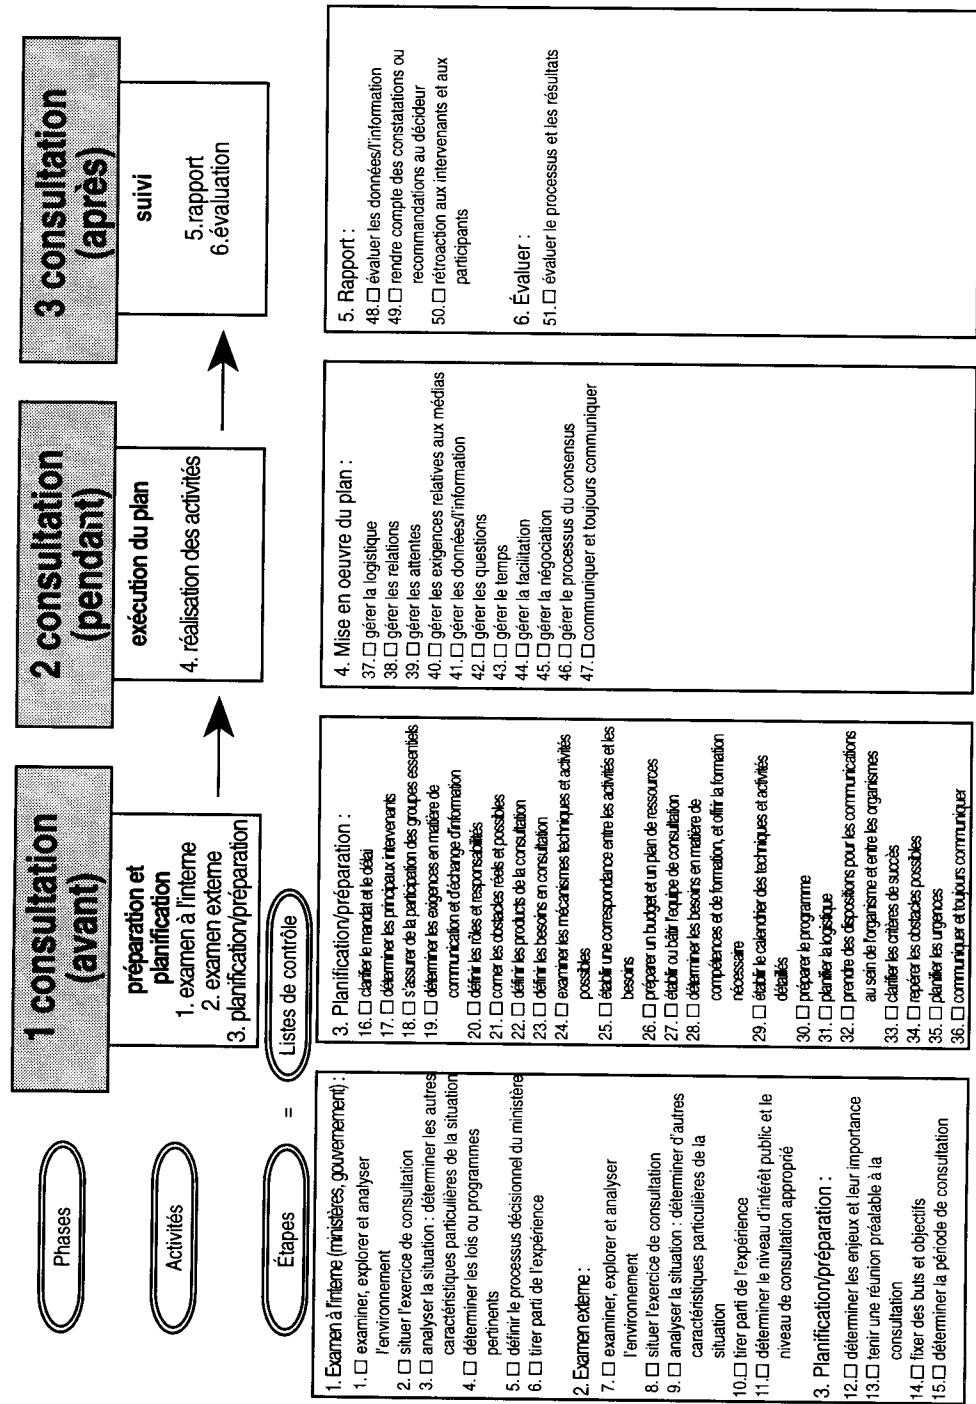 Phases
1 consultation
(avant)
2 consultation
(pendant)
3 consultation
(après)
Activités
préparation et
planification
1. examen à l'interne
2. examen externe
3. planification/préparation
exécution du plan
4. réalisation des activités
suivi
5.rapport
6.évaluation
Étapes
=
Listes de contrôle
1. Examen à l'interne (ministères, gouvernement) :
1. ☐ examiner, explorer et analyser
l'environnement
2. ☐ situer l'exercice de consultation
3. ☐ analyser la situation : déterminer les autres
caractéristiques particulières de la situation
4. ☐ déterminer les lois ou programmes
pertinents
5. ☐ définir le processus décisionnel du ministère
6. ☐ tirer parti de l'expérience
2. Examen externe :
7. ☐ examiner, explorer et analyser
l'environnement
8. ☐ situer l'exercice de consultation
9. ☐ analyser la situation : déterminer d'autres
caractéristiques particulières de la
situation
10.☐ tirer parti de l'expérience
11.☐ déterminer le niveau d'intérêt public et le
niveau de consultation approprié
3. Planification/préparation :
12.☐ déterminer les enjeux et leur importance
13.☐ tenir une réunion préalable à la
consultation
14.☐ fixer des buts et objectifs
15.☐ déterminer la période de consultation
3. Planification/préparation :
16. ☐ clarifier le mandat et le délai
17. ☐ déterminer les principaux intervenants
18. ☐ s'assurer de la participation des groupes essentiels
19. ☐ déterminer les exigences en matière de
communication et d'échange d'information
20. ☐ définir les rôles et responsabilités
21. ☐ cerner les obstacles réels et possibles
22. ☐ définir les products de la consultation
23. ☐ définir les besoins en consultation
24. ☐ examiner les mécanismes techniques et activités
possibles
25. ☐ établir une correspondance entre les activités et les
besoins
26. ☐ préparer un budget et un plan de ressources
27. ☐ établir ou bâtir l'equipe de consultation
28. ☐ déterminer les besoins en matière de
compétences et de formation, et offrir la formation
nécessaire
29. ☐ établir le calendrier des techniques et activités
détaillés
30. ☐ préparer le programme
31. ☐ planifier la logistique
32. ☐ prendre des dispositions pour les communications
au sein de l'organisme et entre les organismes
33. ☐ clarifier les critères de succès
34. ☐ repérer les obstacles possibles
35. ☐ planifier les urgences
36. ☐ communiquer et toujours communiquer
4. Mise en oeuvre du plan :
37. ☐ gérer la logistique
38. ☐ gérer les relations
39. ☐ gérer les attentes
40. ☐ gérer les exigences relatives aux médias
41. ☐ gérer les données/l'information
42. ☐ gérer les questions
43. ☐ gérer le temps
44. ☐ gérer la facilitation
45. ☐ gérer la négociation
46. ☐ gérer le processus du consensus
47. ☐ communiquer et toujours communiquer
5. Rapport :
48.☐ évaluer les données/l'information
49.☐ rendre compte des constatations ou
recommandations au décideur
50.☐ rétroaction aux intervenants et aux
participants
6. Évaluer :
51.☐ évaluer le processus et les résultats